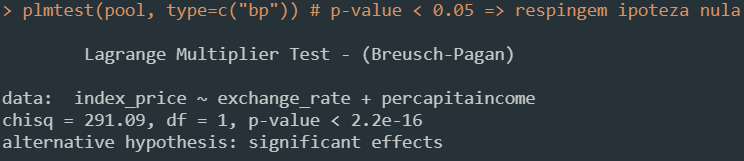 > plmtest(pool, type=c("bp")) # p-value < 0.05 => respingem ipoteza nula
Lagrange Multiplier Test - (Breusch-Pagan)
data:  index_price ~ exchange_rate + percapitaincome
chisq = 291.09, df = 1, p-value < 2.2e-16
alternative hypothesis: significant effects